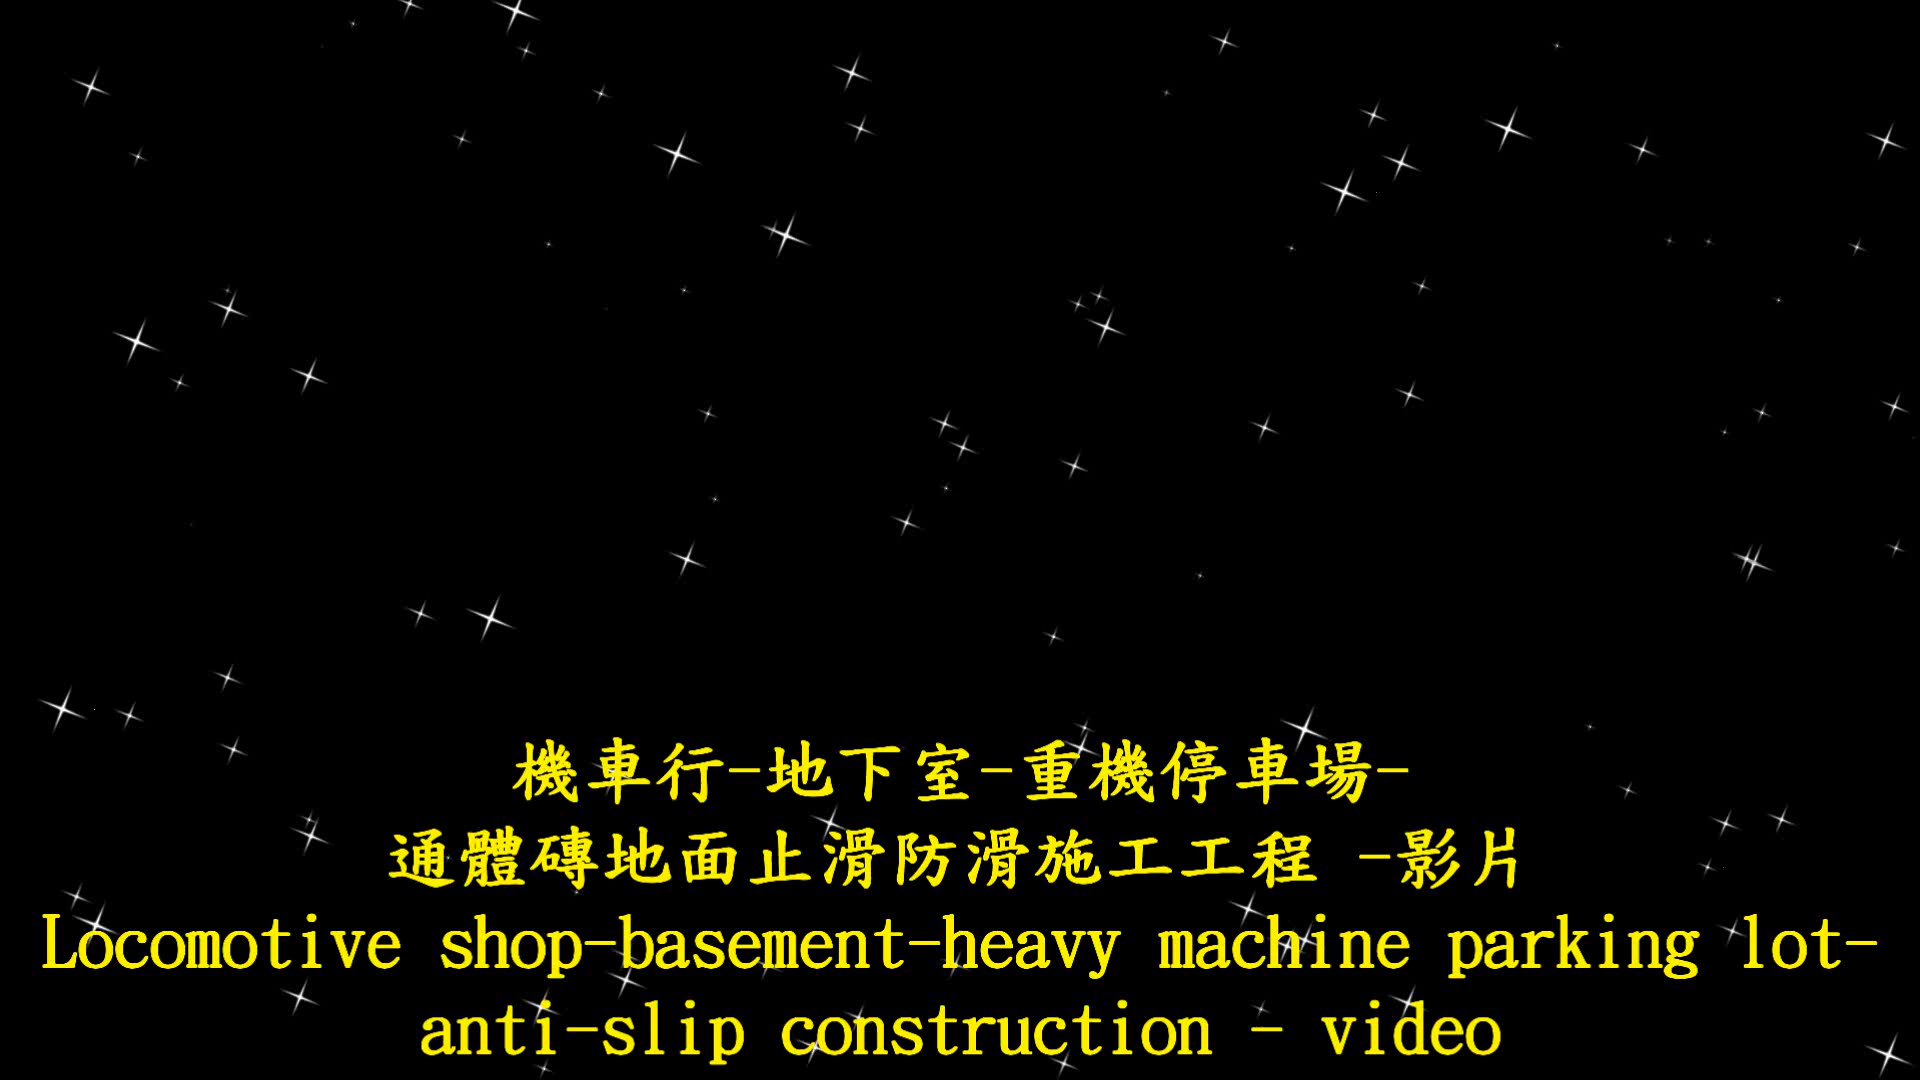 機車行-地下室-重機停車場-
通體磚地面止滑防滑施工工程 -影片
Locomotive shop-basement-heavy machine parking lot-
anti-slip construction - video